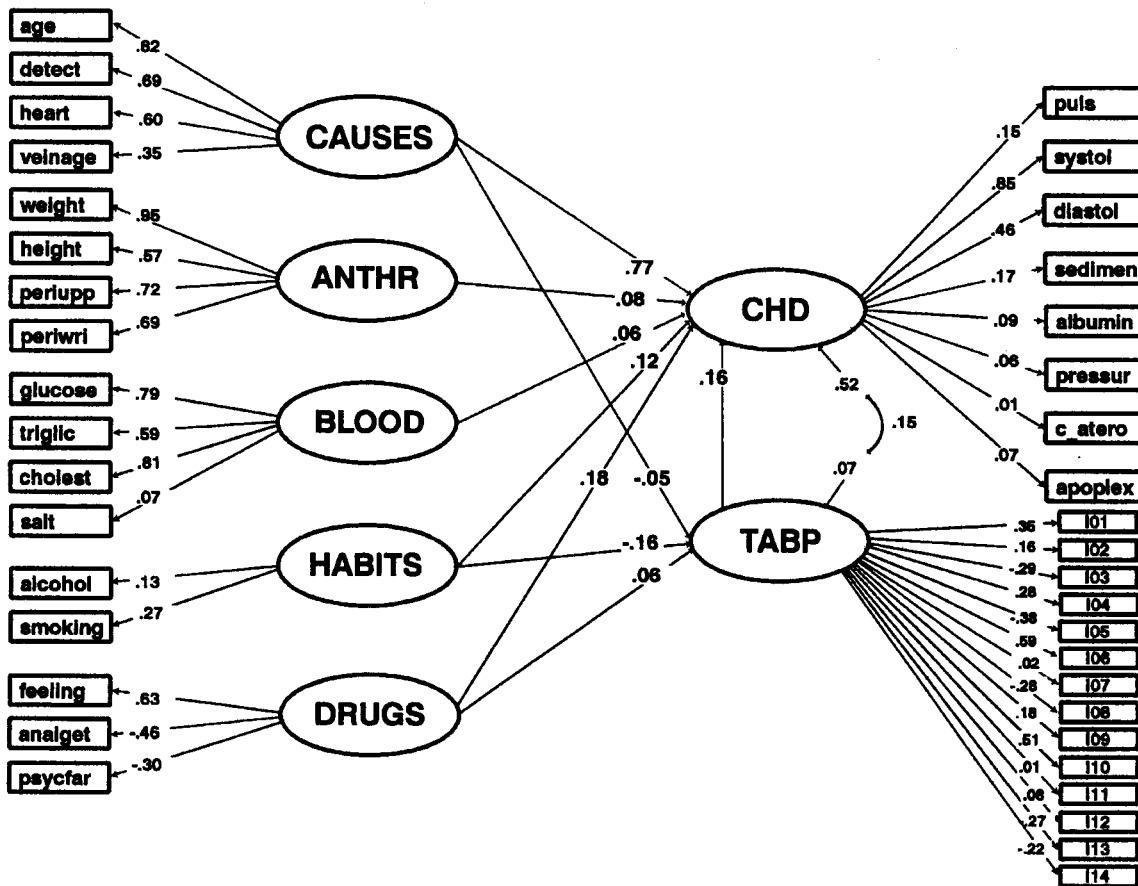 age
.82
detect
.69
heart
.60
veinage
.35
weight
.95
height
.57
periupp
.72
periwri
.69
glucose
.79
triglic
.59
cholest
.81
salt
.07
alcohol
.13
smoking
.27
feeling
.63
analget
-.46
psycfar
-.30
CAUSES
ANTHR
BLOOD
HABITS
DRUGS
.77
.08
.06
.12
.18
-.05
-.16
.06
.16
CHD
.52
.15
.07
TABP
.15
puls
.85
systol
.46
diastol
.17
sedimen
.09
albumin
.06
pressur
.01
c_atero
.07
apoplex
.35
I01
.16
I02
-.29
I03
.28
I04
-.38
I05
.59
I06
.02
I07
-.28
I08
.18
I09
.51
I10
.01
I11
.08
I12
-.27
I13
-.22
I14